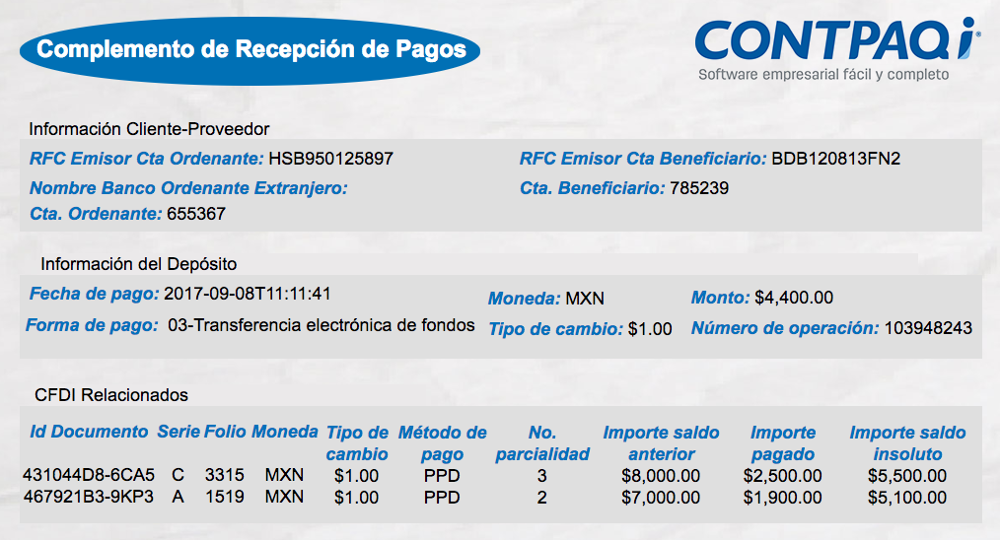 Complemento de Recepción de Pagos
CONTPAQi®
Software empresarial fácil y completo
Información Cliente-Proveedor
RFC Emisor Cta Ordenante: HSB950125897 RFC Emisor Cta Beneficiario: BDB120813FN2
Nombre Banco Ordenante Extranjero: Cta. Beneficiario: 785239
Cta. Ordenante: 655367
Información del Depósito
Fecha de pago: 2017-09-08T11:11:41 Moneda: MXN Monto: $4,400.00
Forma de pago: 03-Transferencia electrónica de fondos Tipo de cambio: $1.00 Número de operación: 103948243
CFDI Relacionados
Id Documento Serie Folio Moneda Tipo de Método de No. Importe saldo Importe Importe saldo
cambio pago parcialidad anterior pagado insoluto
431044D8-6CA5 C 3315 MXN $1.00 PPD 3 $8,000.00 $2,500.00 $5,500.00
467921B3-9KP3 A 1519 MXN $1.00 PPD 2 $7,000.00 $1,900.00 $5,100.00